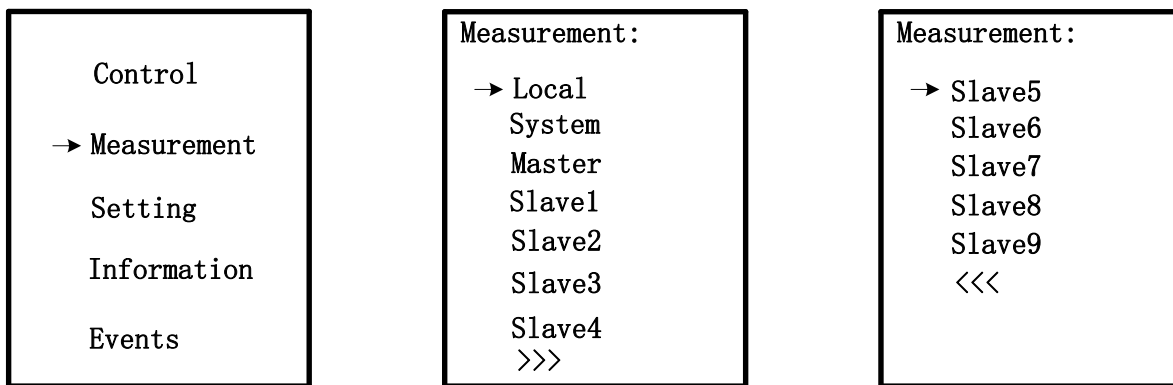 Control
→ Measurement
Setting
Information
Events
Measurement:
→ Local
System
Master
Slave1
Slave2
Slave3
Slave4
>>>
Measurement:
→ Slave5
Slave6
Slave7
Slave8
Slave9
<<<